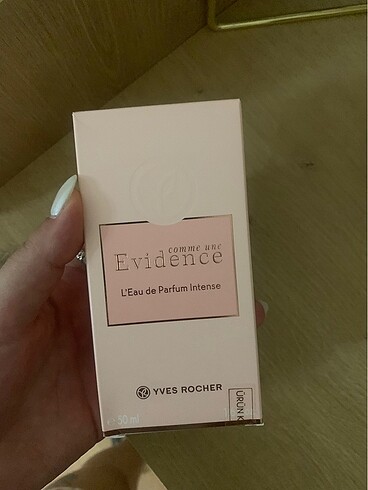 comme une
Evidence
L'Eau de Parfum Intense
YVES ROCHER
50 ml
ÜRÜN K